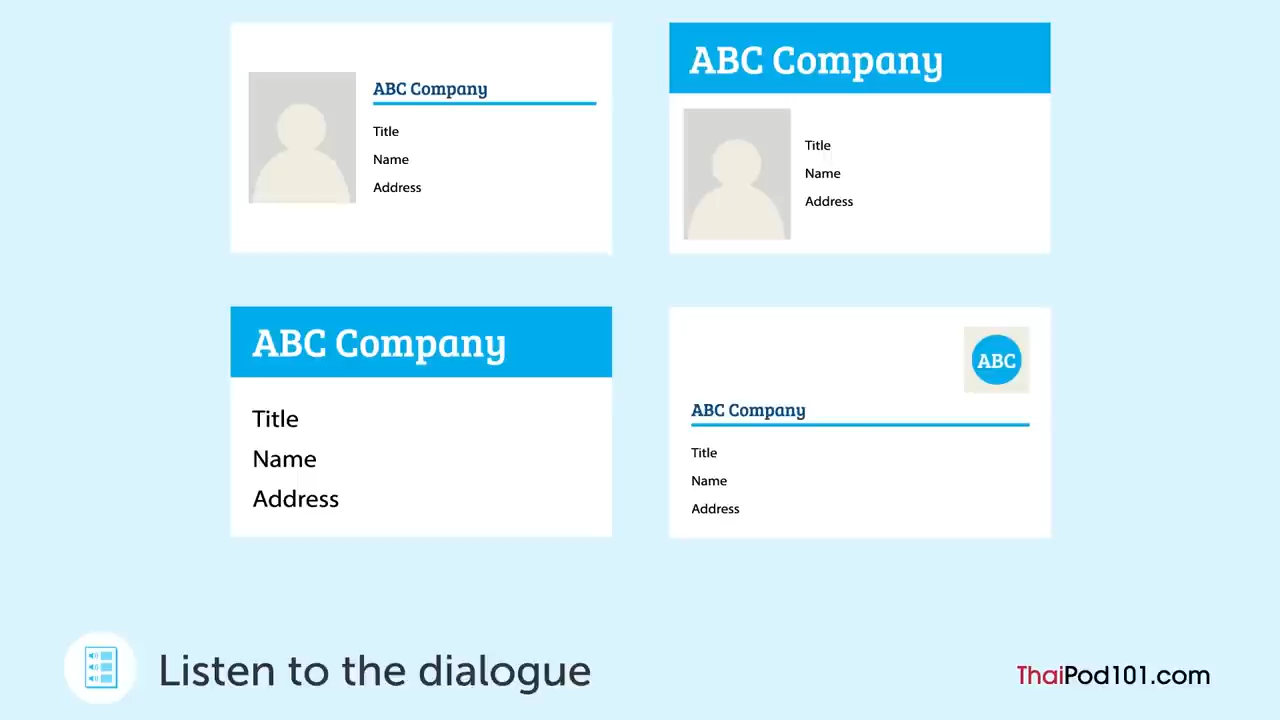 ABC Company
Title
Name
Address
ABC Company
Title
Name
Address
ABC Company
Title
Name
Address
ABC
ABC Company
Title
Name
Address
Listen to the dialogue
ThaiPod101.com